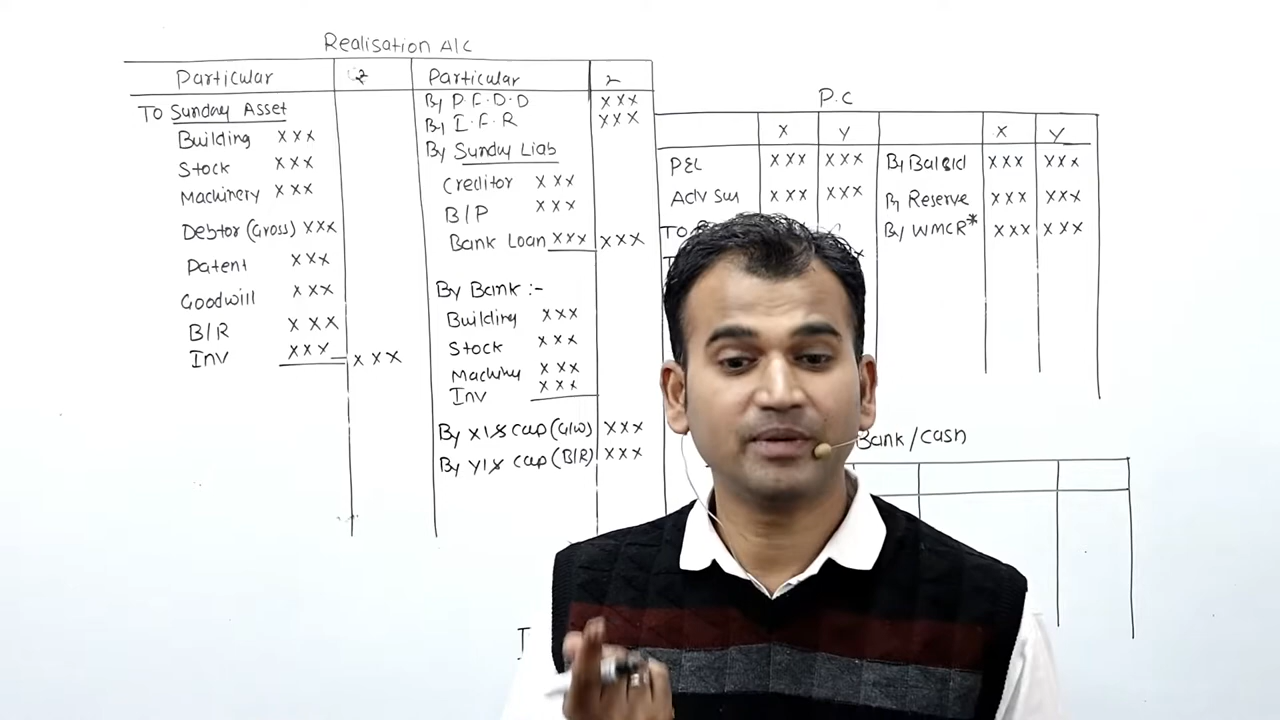 Realisation A/C
Particular ₹ Particular ₹
To Sunday Asset
Building xxx
Stock xxx
Machinery xxx
Debtor (Gross) xxx
Patent xxx
Goodwill xxx
B/R xxx
Inv xxx xxx
By P.F.D.D xxx
By I.F.R xxx
By Sunday Liab
Creditor xxx
B/P xxx
Bank Loan xxx xxx
By Bank :-
Building xxx
Stock xxx
Machinery xxx
Inv xxx
By X's Cap (G/W) xxx
By Y's Cap (B/R) xxx
P.C
X Y X Y
P&L xxx xxx By Bal b/d xxx xxx
Adv Sus xxx xxx By Reserve xxx xxx
To By WMCR* xxx xxx
Bank/Cash